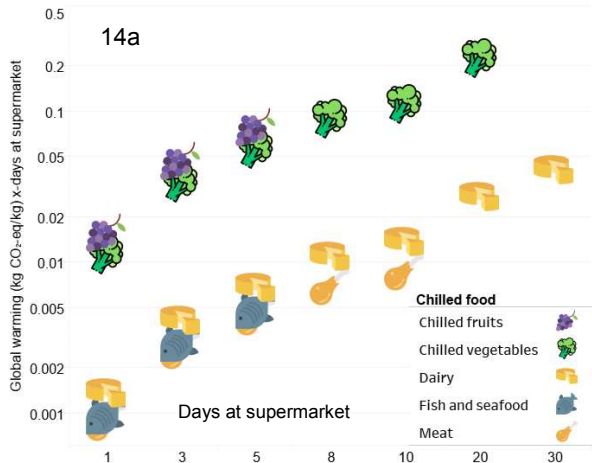 14a
Global warming (kg CO₂-eq/kg) x-days at supermarket
0.5
0.2
0.1
0.05
0.02
0.01
0.005
0.002
0.001
Days at supermarket
1 3 5 8 10 20 30
Chilled food
Chilled fruits
Chilled vegetables
Dairy
Fish and seafood
Meat